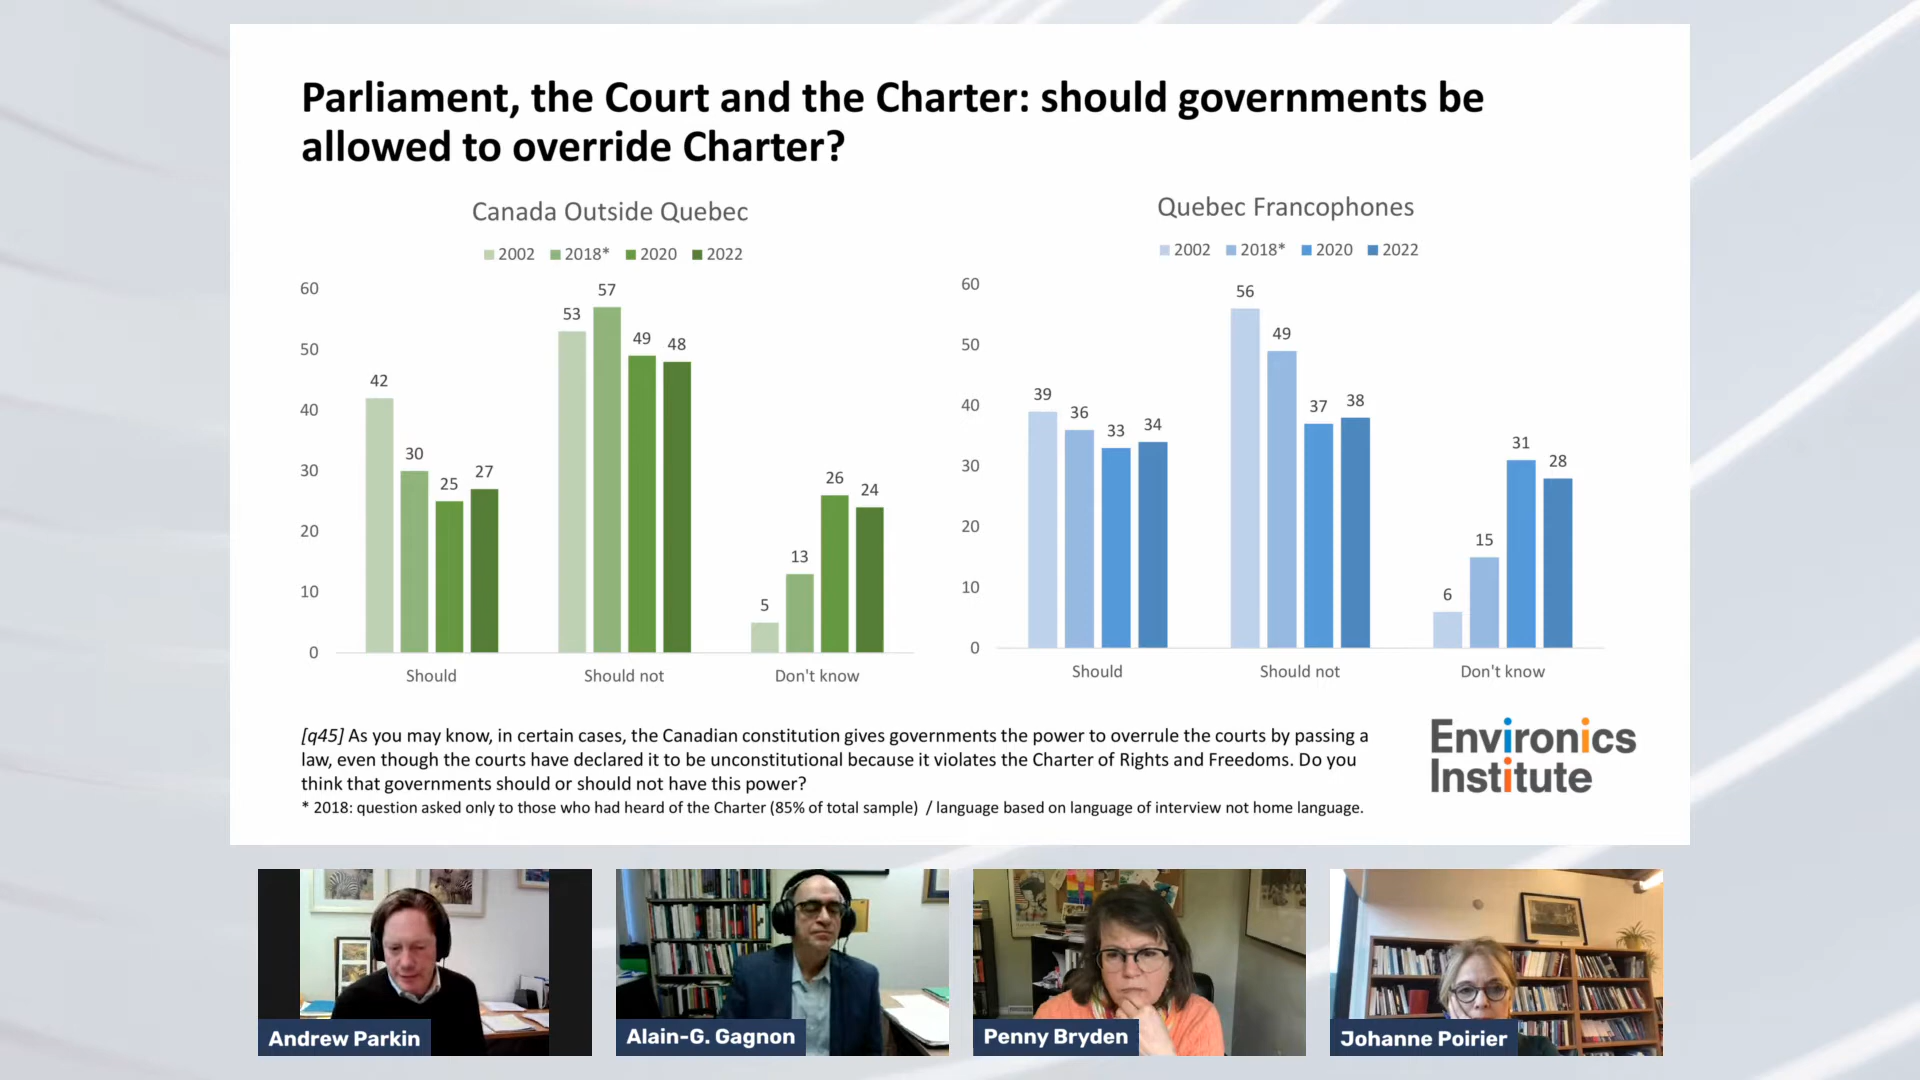 Parliament, the Court and the Charter: should governments be
allowed to override Charter?
Canada Outside Quebec
2002 2018* 2020 2022
60
50
40
30
20
10
0
42
30
25
27
53
57
49
48
5
13
26
24
Should
Should not
Don't know
Quebec Francophones
2002 2018* 2020 2022
60
50
40
30
20
10
0
39
36
33
34
56
49
37
38
6
15
31
28
Should
Should not
Don't know
[q45] As you may know, in certain cases, the Canadian constitution gives governments the power to overrule the courts by passing a
law, even though the courts have declared it to be unconstitutional because it violates the Charter of Rights and Freedoms. Do you
think that governments should or should not have this power?
* 2018: question asked only to those who had heard of the Charter (85% of total sample)  / language based on language of interview not home language.
Environics
Institute
Andrew Parkin
Alain-G. Gagnon
Penny Bryden
Johanne Poirier